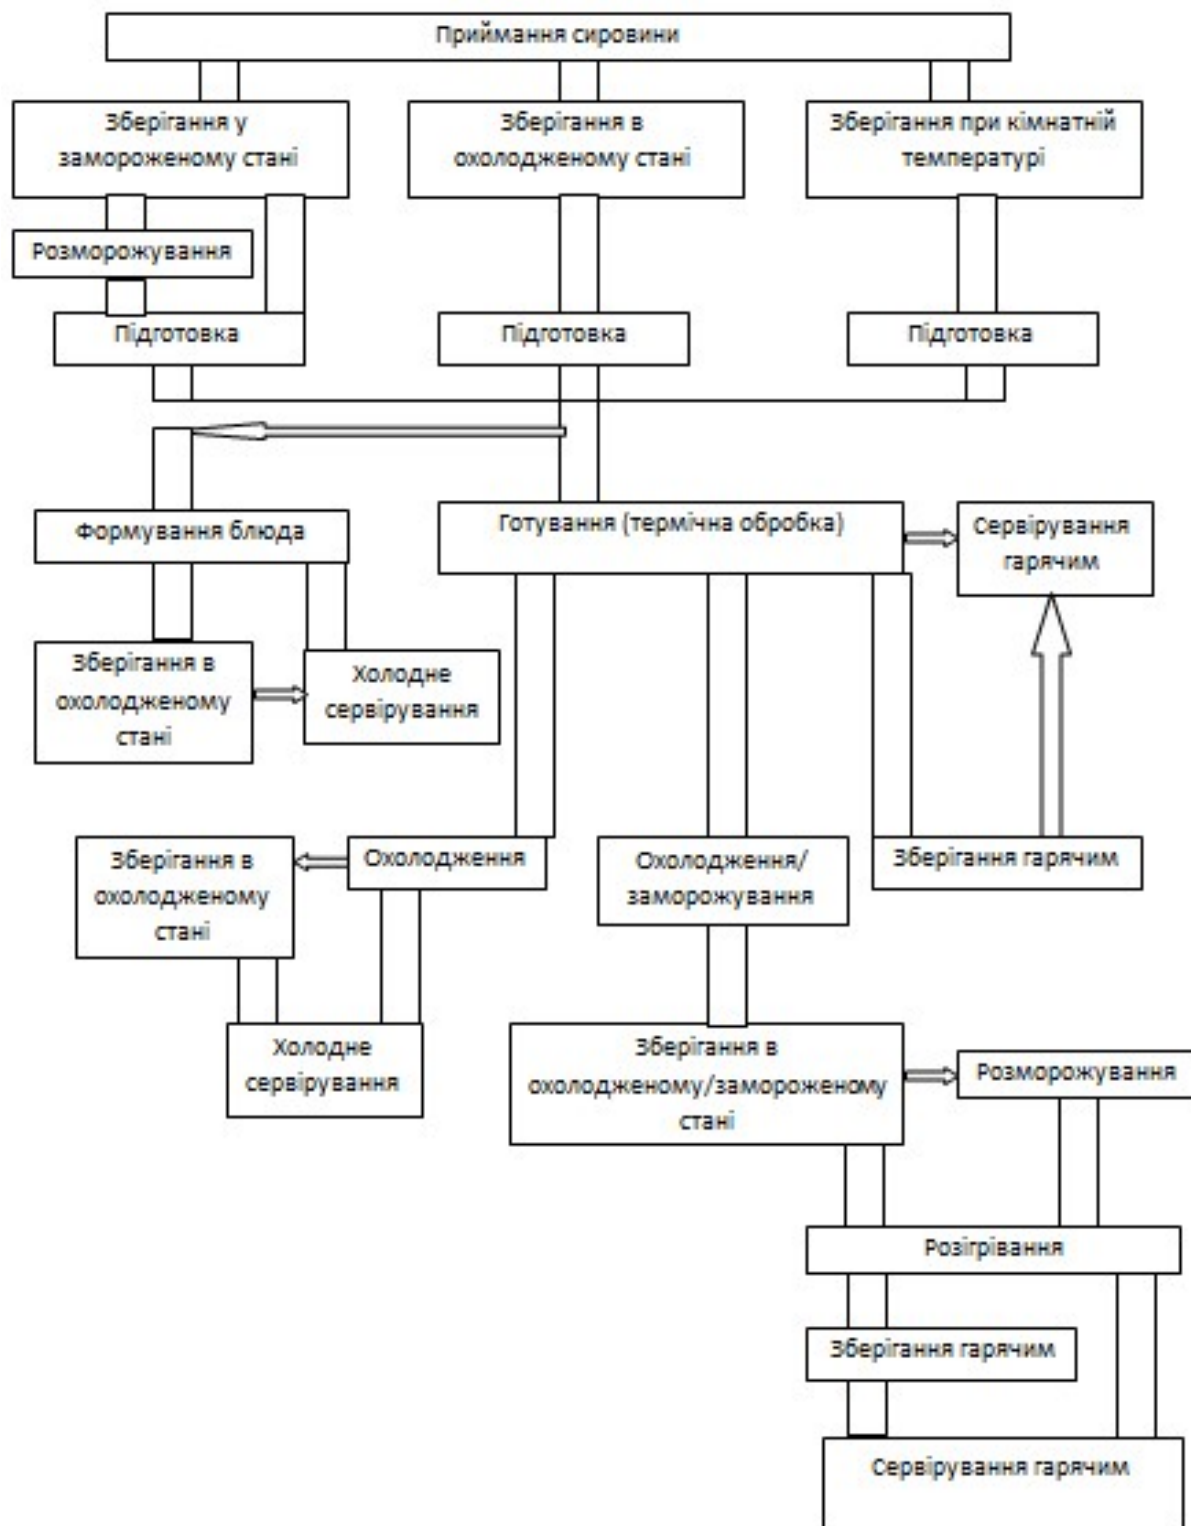 Приймання сировини
Зберігання у
замороженому стані
Зберігання в
охолодженому стані
Зберігання при кімнатній
температурі
Розморожування
Підготовка
Підготовка
Підготовка
Формування блюда
Готування (термічна обробка)
Сервірування
гарячим
Зберігання в
охолодженому
стані
Холодне
сервірування
Зберігання в
охолодженому
стані
Охолодження
Охолодження/
заморожування
Зберігання гарячим
Холодне
сервірування
Зберігання в
охолодженому/замороженому
стані
Розморожування
Розігрівання
Зберігання гарячим
Сервірування гарячим